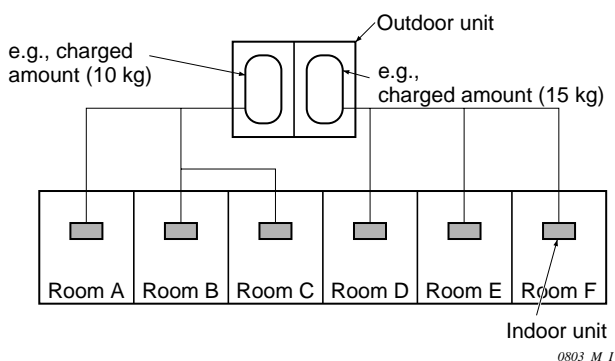 Outdoor unit
e.g., charged
amount (10 kg)
e.g.,
charged amount (15 kg)
Room A
Room B
Room C
Room D
Room E
Room F
Indoor unit